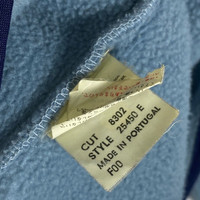 CUT 8302
STYLE 25450 E
MADE IN PORTUGAL
F00